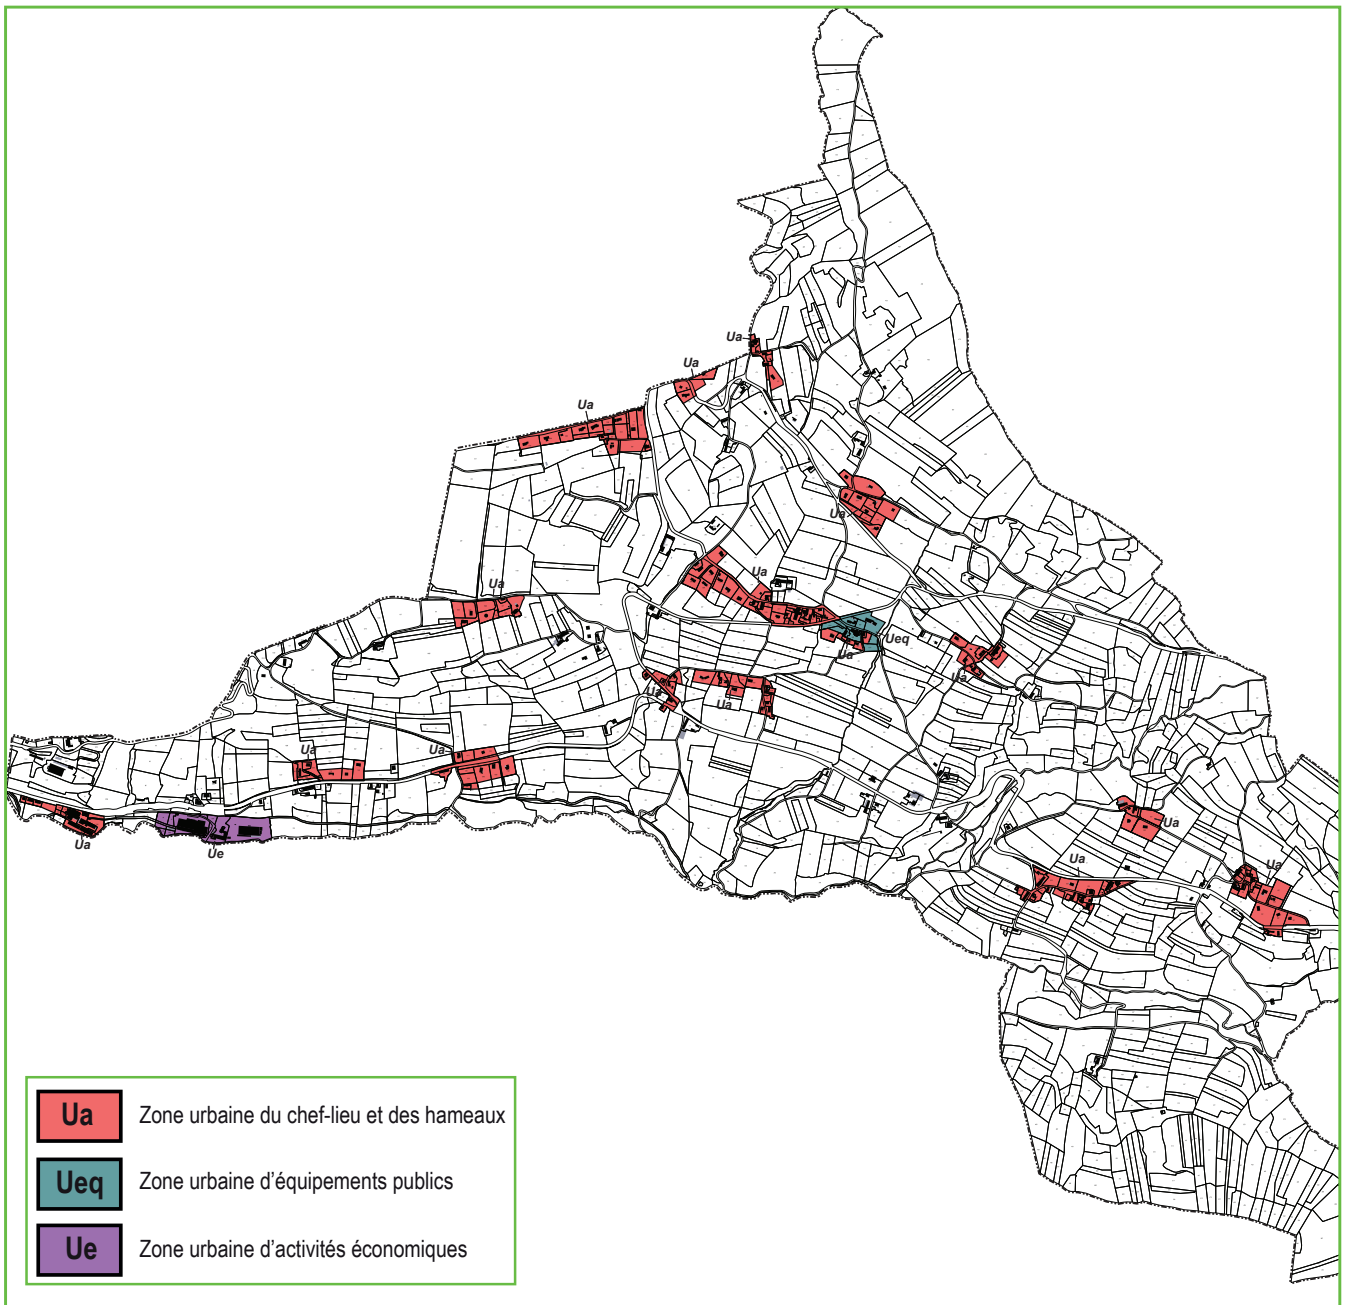 Ua
Ua
Ua
Ua
Ua
Ua
Ueq
Ua
Ua
Ua
Ua
Ua
Ua
Ua
Ua
Ua
Ua
Ua
Ue
Ua Zone urbaine du chef-lieu et des hameaux
Ueq Zone urbaine d'équipements publics
Ue Zone urbaine d'activités économiques